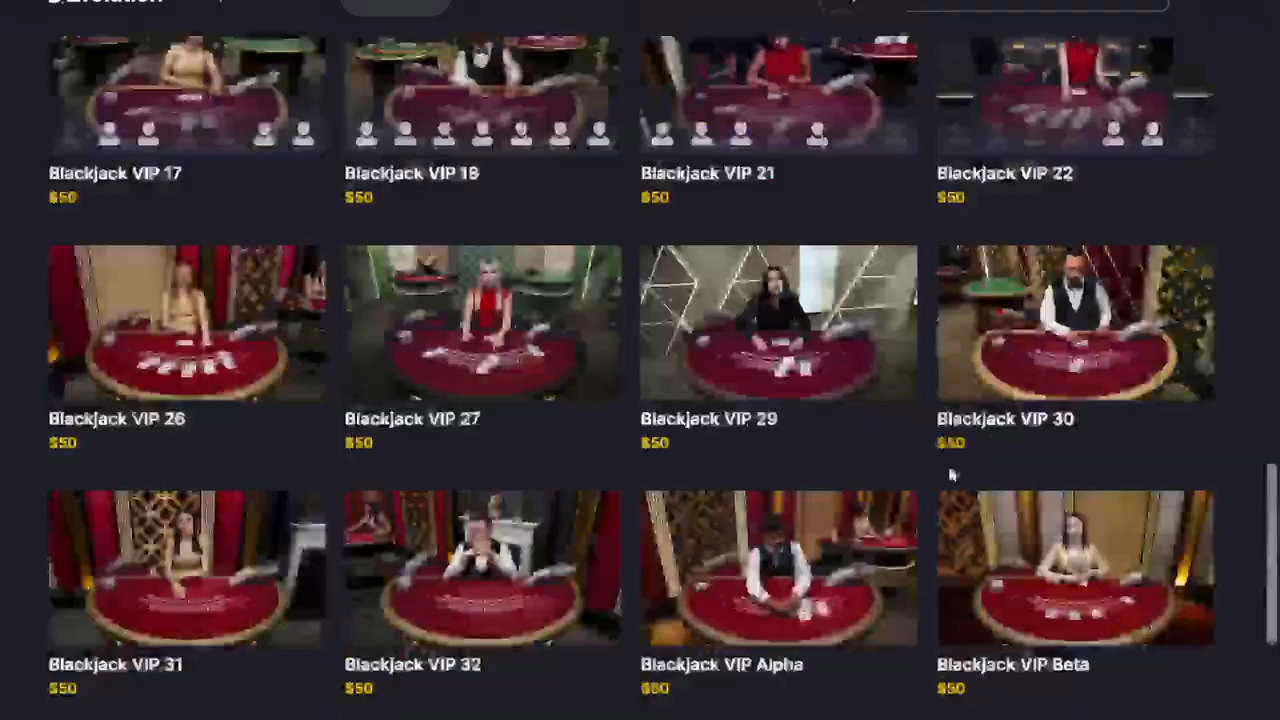 Blackjack VIP 17
$50
Blackjack VIP 18
$50
Blackjack VIP 21
$50
Blackjack VIP 22
$50
Blackjack VIP 26
$50
Blackjack VIP 27
$50
Blackjack VIP 29
$50
Blackjack VIP 30
Blackjack VIP 31
$50
Blackjack VIP 32
$50
Blackjack VIP Alpha
Blackjack VIP Beta
$50